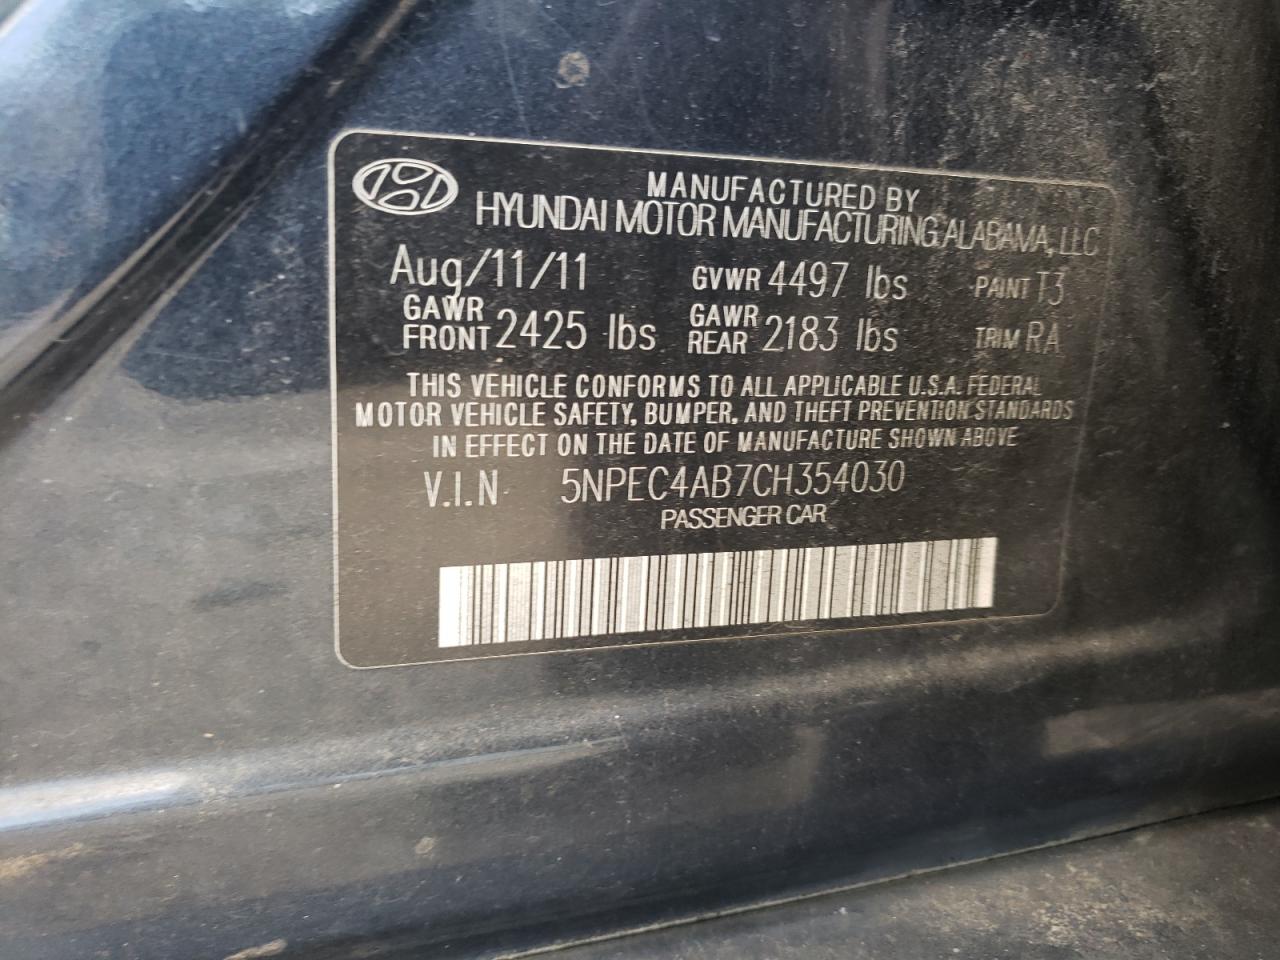 MANUFACTURED BY
HYUNDAI MOTOR MANUFACTURING ALABAMA, LLC
Aug/11/11 GVWR 4497 lbs PAINT T3
GAWR FRONT 2425 lbs GAWR REAR 2183 lbs TRIM RA
THIS VEHICLE CONFORMS TO ALL APPLICABLE U.S.A. FEDERAL
MOTOR VEHICLE SAFETY, BUMPER, AND THEFT PREVENTION STANDARDS
IN EFFECT ON THE DATE OF MANUFACTURE SHOWN ABOVE
V.I.N 5NPEC4AB7CH354030
PASSENGER CAR